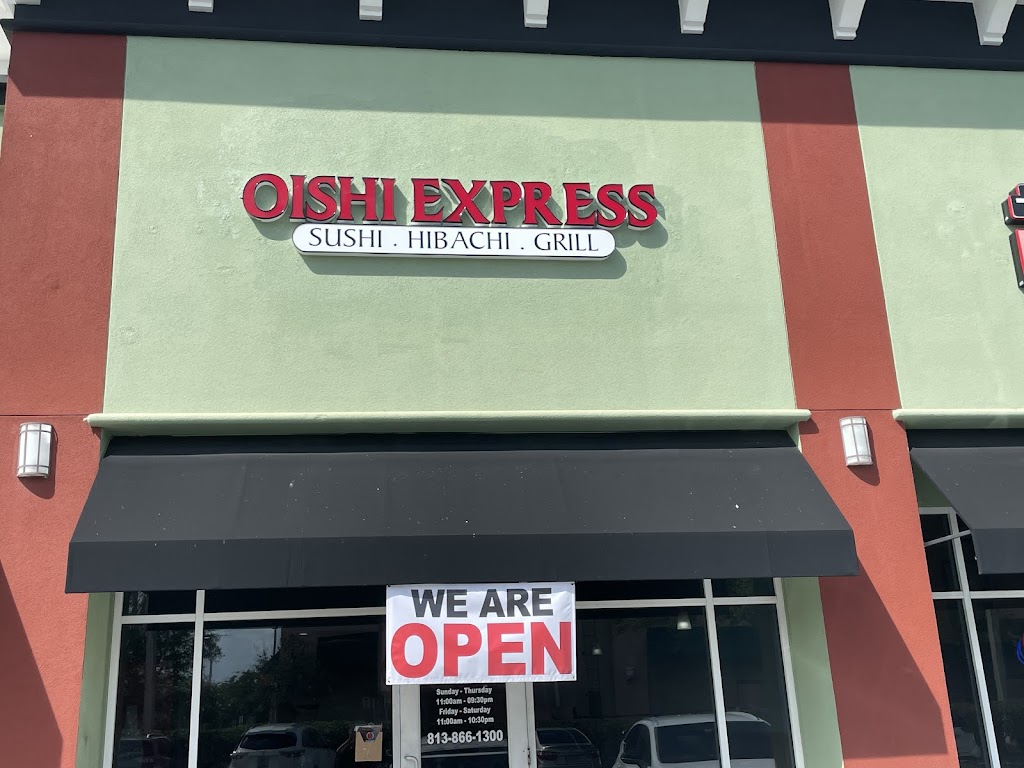 OISHI EXPRESS
SUSHI . HIBACHI . GRILL
WE ARE
OPEN
Sunday - Thursday
11:00am - 09:30pm
Friday - Saturday
11:00am - 10:30pm
813-866-1300